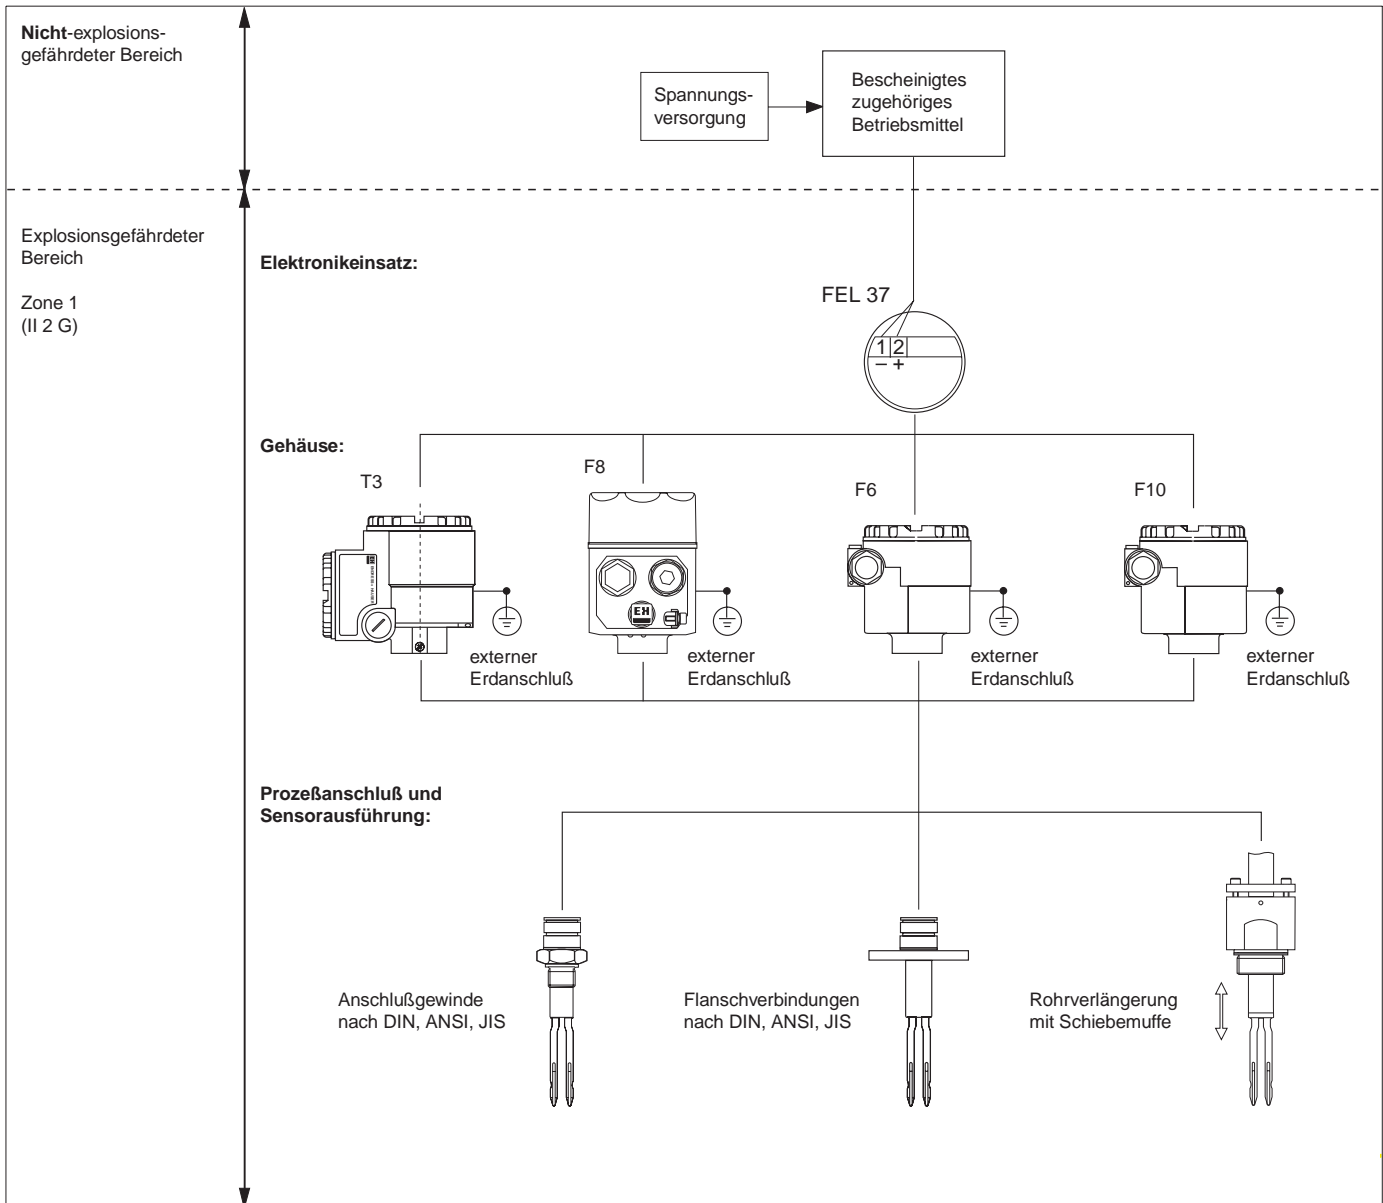 Nicht-explosions-
gefährdeter Bereich
Spannungs-
versorgung
Bescheinigtes
zugehöriges
Betriebsmittel
Explosionsgefährdeter
Bereich
Zone 1
(II 2 G)
Elektronikeinsatz:
FEL 37
1 2
– +
Gehäuse:
T3
F8
F6
F10
EH
externer
Erdanschluß
externer
Erdanschluß
externer
Erdanschluß
externer
Erdanschluß
Prozeßanschluß und
Sensorausführung:
Anschlußgewinde
nach DIN, ANSI, JIS
Flanschverbindungen
nach DIN, ANSI, JIS
Rohrverlängerung
mit Schiebemuffe